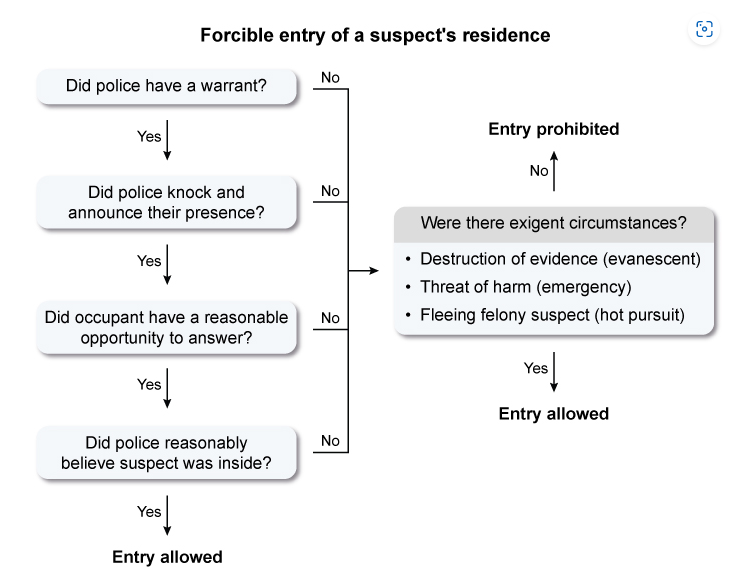 Forcible entry of a suspect's residence
Did police have a warrant?
No
Yes
Did police knock and
announce their presence?
No
Yes
Did occupant have a reasonable
opportunity to answer?
No
Yes
Did police reasonably
believe suspect was inside?
No
Yes
Entry allowed
Entry prohibited
No
Were there exigent circumstances?
• Destruction of evidence (evanescent)
• Threat of harm (emergency)
• Fleeing felony suspect (hot pursuit)
Yes
Entry allowed